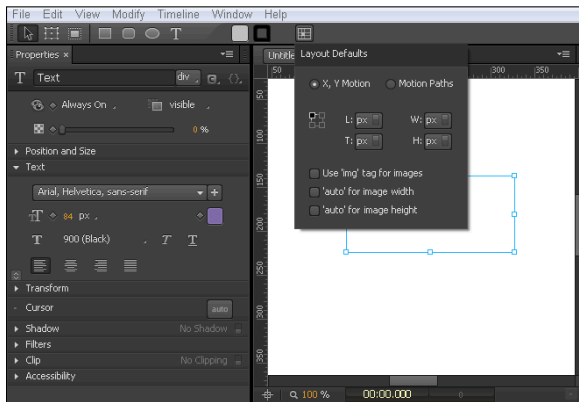 File Edit View Modify Timeline Window Help
T
Properties ×
Untitle
Layout Defaults
T Text div
50 300 350
X, Y Motion Motion Paths
Always On visible
50
L: px W: px
0 %
T: px H: px
100
Position and Size
Text
Use 'img' tag for images
150
Arial, Helvetica, sans-serif +
'auto' for image width
T 84 px
'auto' for image height
200
T 900 (Black) T T
250
Transform
Cursor auto
300
Shadow No Shadow
Filters
Clip No Clipping
350
Accessibility
100 % 00:00.000 0